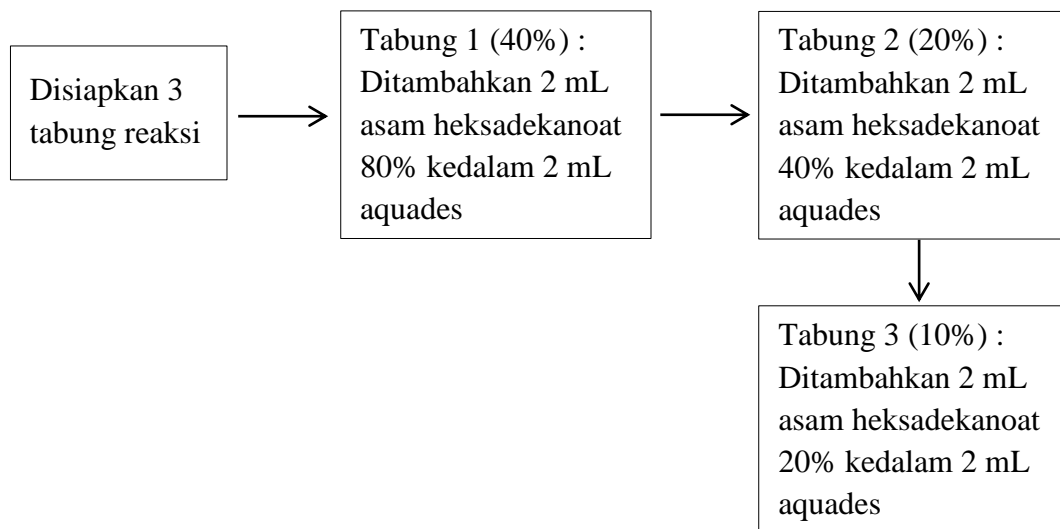 Disiapkan 3
tabung reaksi
Tabung 1 (40%) :
Ditambahkan 2 mL
asam heksadekanoat
80% kedalam 2 mL
aquades
Tabung 2 (20%) :
Ditambahkan 2 mL
asam heksadekanoat
40% kedalam 2 mL
aquades
Tabung 3 (10%) :
Ditambahkan 2 mL
asam heksadekanoat
20% kedalam 2 mL
aquades